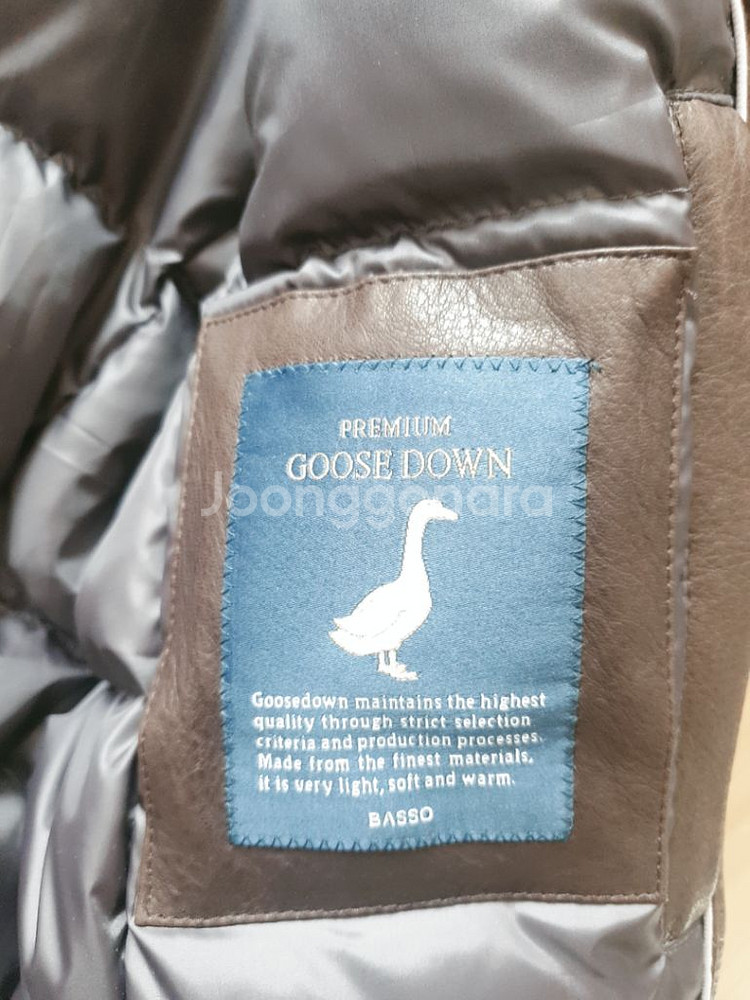 PREMIUM
GOOSE DOWN
Joonggonara
Goosedown maintains the highest
quality through strict selection
criteria and production processes.
Made from the finest materials,
it is very light, soft and warm.
BASSO